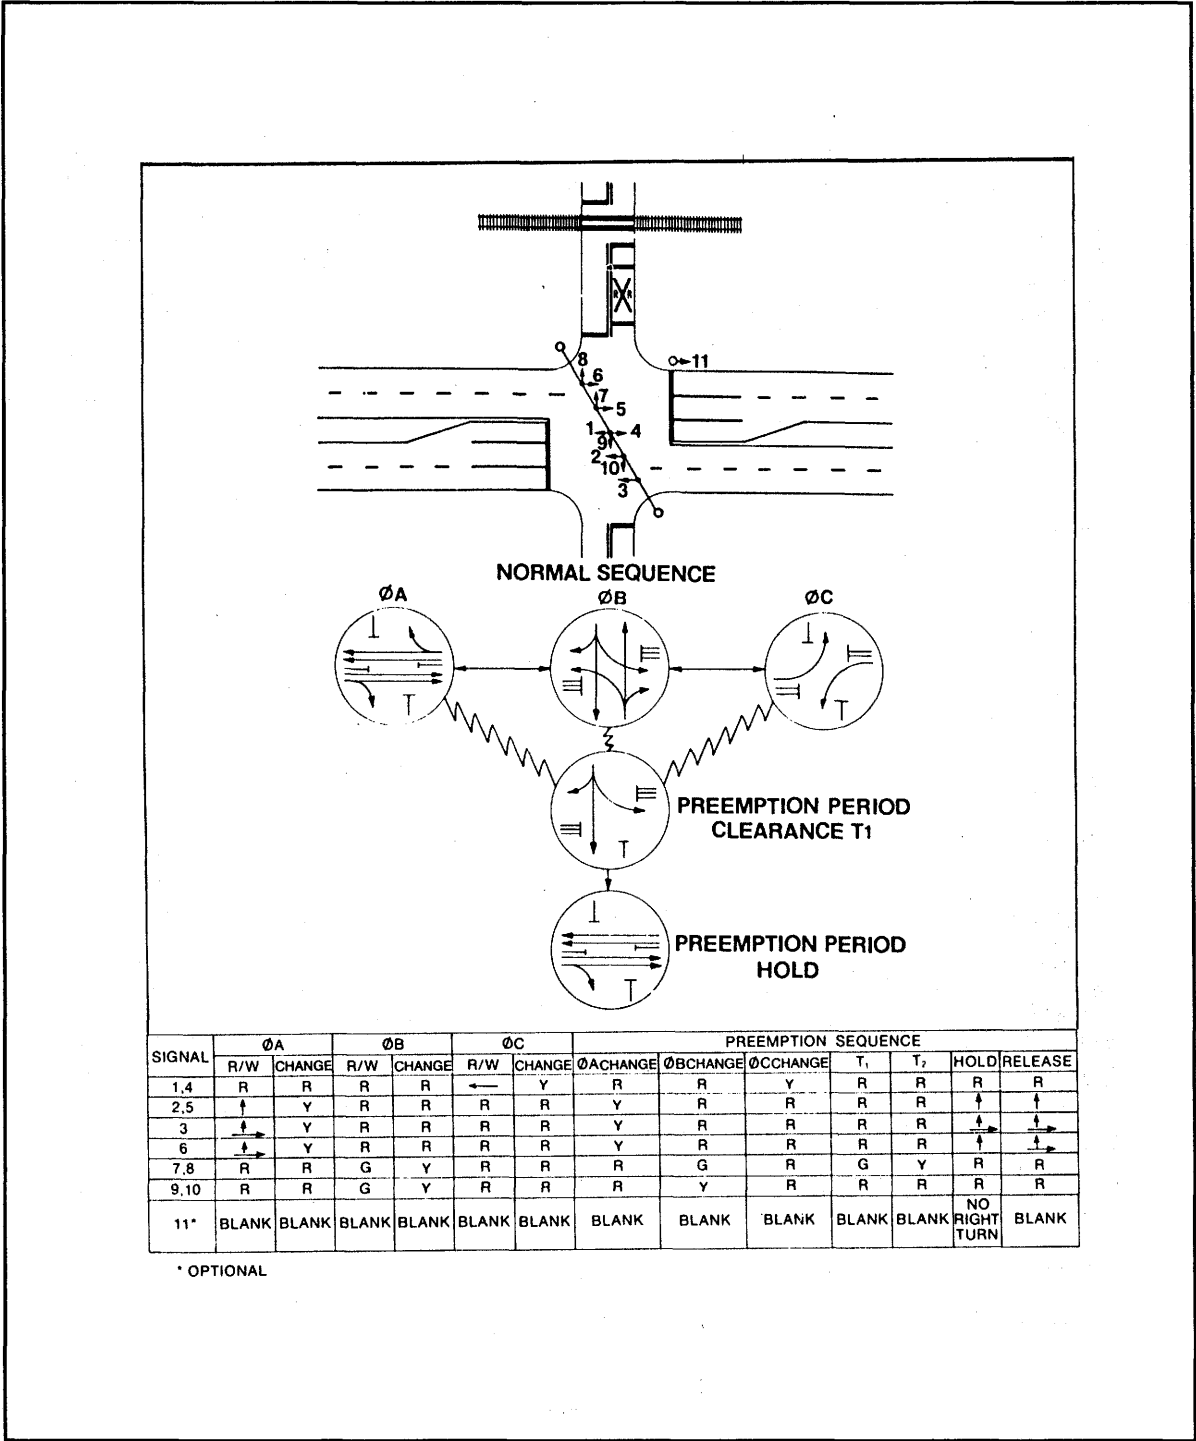 R R
8
11
6
7
5
1
4
9
2
10
3
NORMAL SEQUENCE
ØA
ØB
ØC
PREEMPTION PERIOD
CLEARANCE T1
PREEMPTION PERIOD
HOLD
SIGNAL ØA ØB ØC PREEMPTION SEQUENCE
R/W CHANGE R/W CHANGE R/W CHANGE ØACHANGE ØBCHANGE ØCCHANGE T₁ T₂ HOLD RELEASE
1,4 R R R R ← Y R R Y R R R R
2,5 ↑ Y R R R R Y R R R R ↑ ↑
3 ↑→ Y R R R R Y R R R R ↑→ ↑→
6 ↑→ Y R R R R Y R R R R ↑ ↑→
7,8 R R G Y R R R G R G Y R R
9,10 R R G Y R R R Y R R R R R
11* BLANK BLANK BLANK BLANK BLANK BLANK BLANK BLANK BLANK BLANK BLANK NO RIGHT TURN BLANK
* OPTIONAL